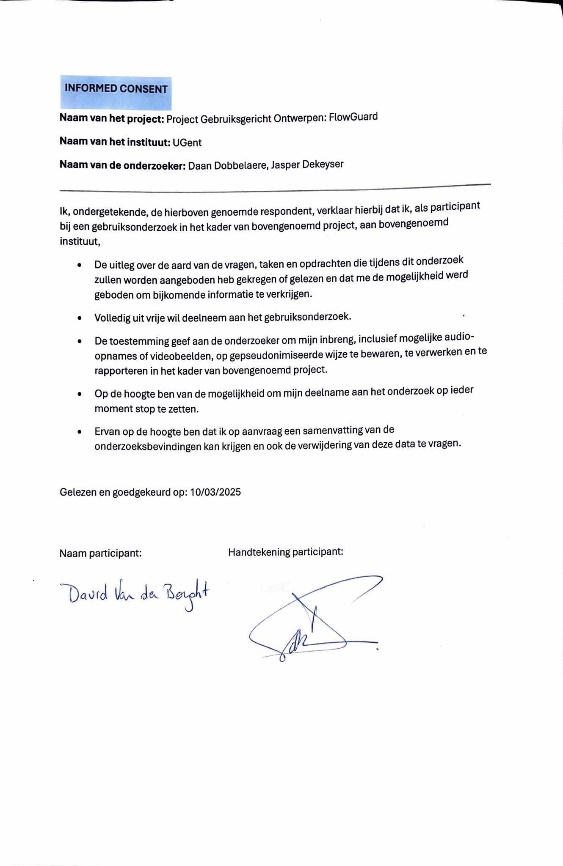 INFORMED CONSENT
Naam van het project: Project Gebruiksgericht Ontwerpen: FlowGuard
Naam van het instituut: UGent
Naam van de onderzoeker: Daan Dobbelaere, Jasper Dekeyser
Ik, ondergetekende, de hierboven genoemde respondent, verklaar hierbij dat ik, als participant
bij een gebruiksonderzoek in het kader van bovengenoemd project, aan bovengenoemd
instituut,
• De uitleg over de aard van de vragen, taken en opdrachten die tijdens dit onderzoek
zullen worden aangeboden heb gekregen of gelezen en dat me de mogelijkheid werd
geboden om bijkomende informatie te verkrijgen.
• Volledig uit vrije wil deelneem aan het gebruiksonderzoek.
• De toestemming geef aan de onderzoeker om mijn inbreng, inclusief mogelijke audio-
opnames of videobeelden, op gepseudonimiseerde wijze te bewaren, te verwerken en te
rapporteren in het kader van bovengenoemd project.
• Op de hoogte ben van de mogelijkheid om mijn deelname aan het onderzoek op ieder
moment stop te zetten.
• Ervan op de hoogte ben dat ik op aanvraag een samenvatting van de
onderzoeksbevindingen kan krijgen en ook de verwijdering van deze data te vragen.
Gelezen en goedgekeurd op: 10/03/2025
Naam participant:
Handtekening participant:
David Van der Borght